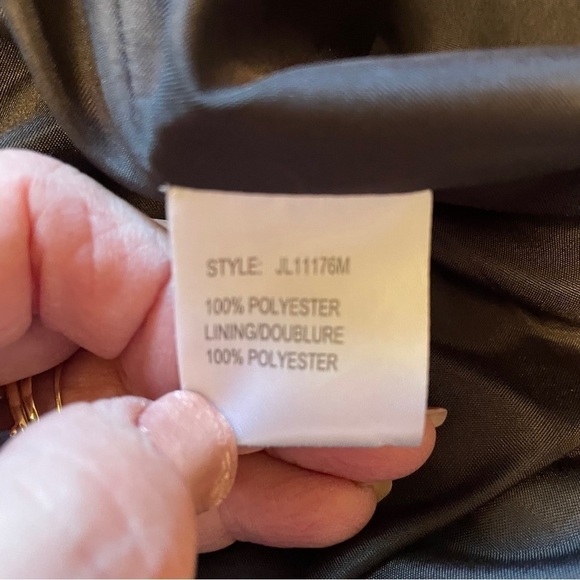 STYLE: JL11176M
100% POLYESTER
LINING/DOUBLURE
100% POLYESTER